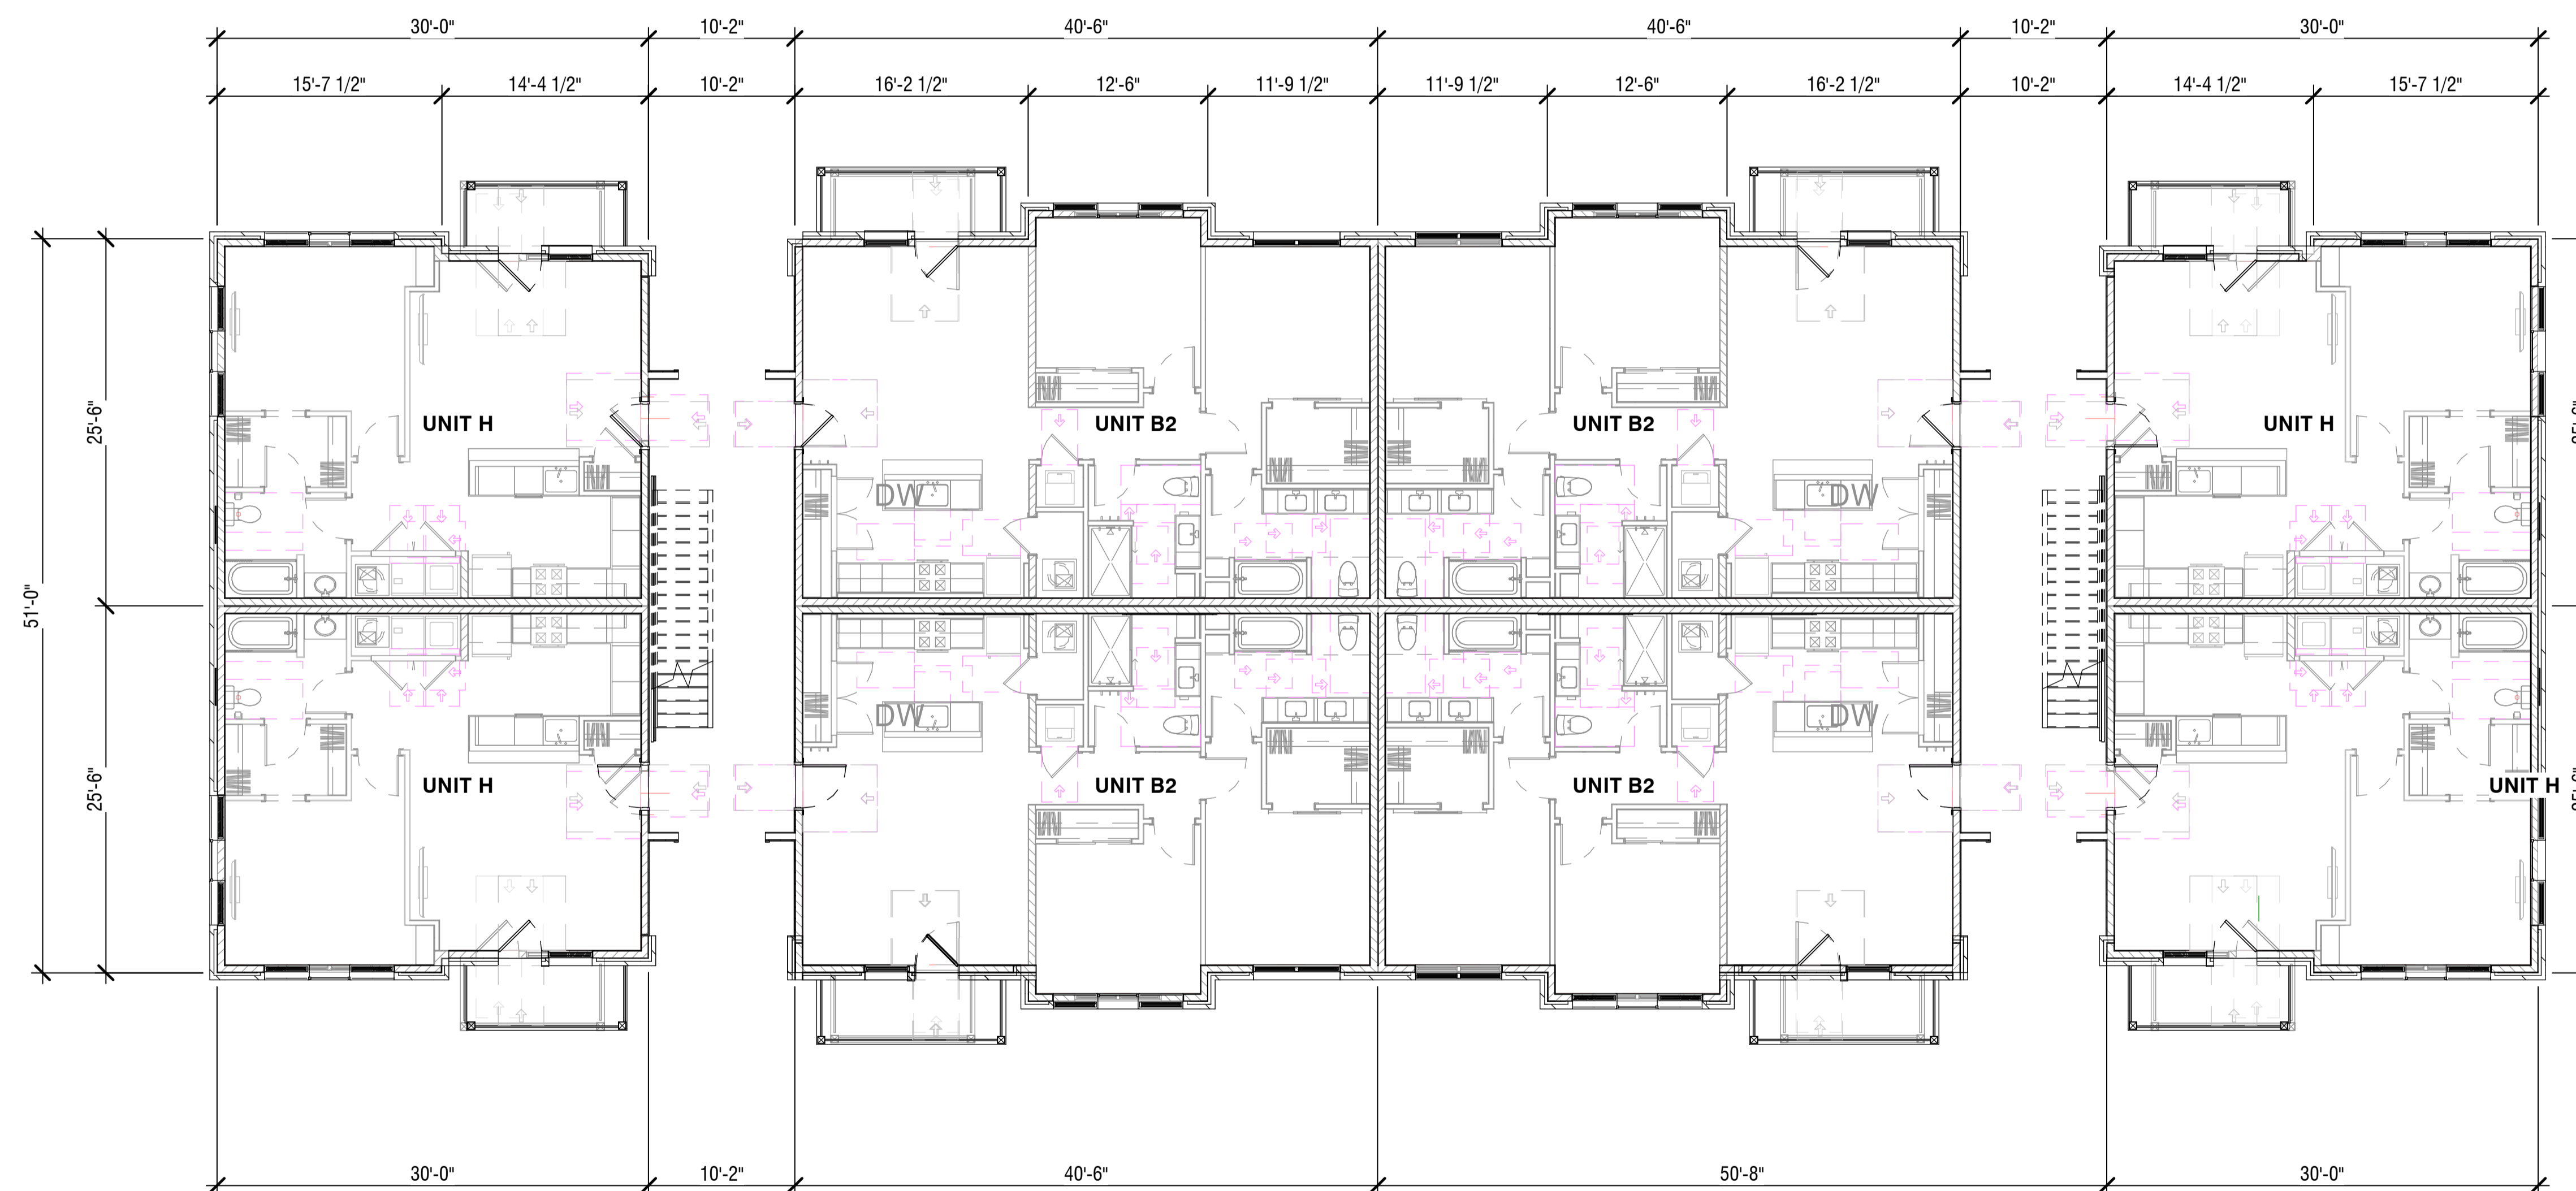 30'-0" 10'-2" 40'-6" 40'-6" 10'-2" 30'-0"
15'-7 1/2" 14'-4 1/2" 10'-2" 16'-2 1/2" 12'-6" 11'-9 1/2" 11'-9 1/2" 12'-6" 16'-2 1/2" 10'-2" 14'-4 1/2" 15'-7 1/2"
25'-6"
UNIT H UNIT B2 UNIT B2 UNIT H
DW DW
51'-0"
DW DW
25'-6"
UNIT H UNIT B2 UNIT B2 UNIT H
30'-0" 10'-2" 40'-6" 50'-8" 30'-0"